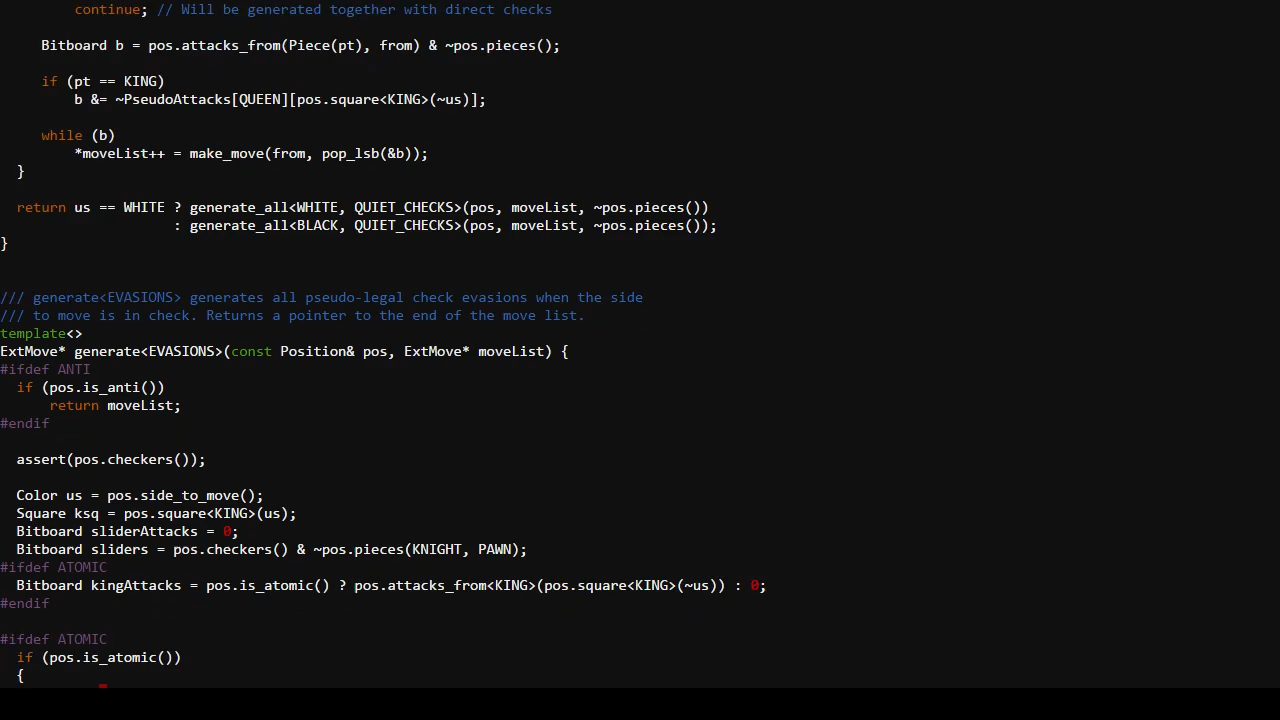 continue; // Will be generated together with direct checks
Bitboard b = pos.attacks_from(Piece(pt), from) & ~pos.pieces();
if (pt == KING)
b &= ~PseudoAttacks[QUEEN][pos.square<KING>(~us)];
while (b)
*moveList++ = make_move(from, pop_lsb(&b));
}
return us == WHITE ? generate_all<WHITE, QUIET_CHECKS>(pos, moveList, ~pos.pieces())
: generate_all<BLACK, QUIET_CHECKS>(pos, moveList, ~pos.pieces());
}
/// generate<EVASIONS> generates all pseudo-legal check evasions when the side
/// to move is in check. Returns a pointer to the end of the move list.
template<>
ExtMove* generate<EVASIONS>(const Position& pos, ExtMove* moveList) {
#ifdef ANTI
if (pos.is_anti())
return moveList;
#endif
assert(pos.checkers());
Color us = pos.side_to_move();
Square ksq = pos.square<KING>(us);
Bitboard sliderAttacks = 0;
Bitboard sliders = pos.checkers() & ~pos.pieces(KNIGHT, PAWN);
#ifdef ATOMIC
Bitboard kingAttacks = pos.is_atomic() ? pos.attacks_from<KING>(pos.square<KING>(~us)) : 0;
#endif
#ifdef ATOMIC
if (pos.is_atomic())
{